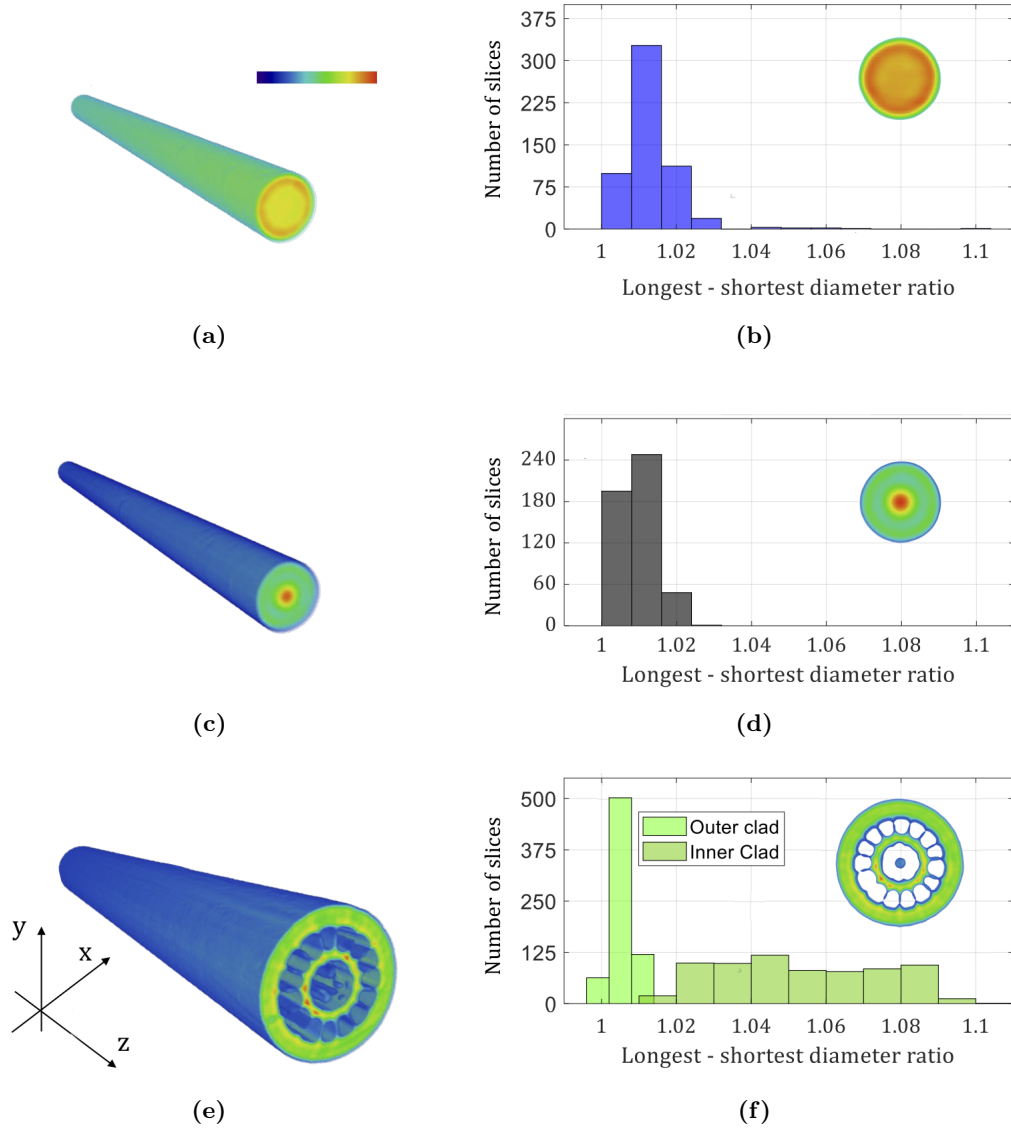 375
300
225
150
75
0
Number of slices
1 1.02 1.04 1.06 1.08 1.1
Longest - shortest diameter ratio
(a)
(b)
240
180
120
60
0
Number of slices
1 1.02 1.04 1.06 1.08 1.1
Longest - shortest diameter ratio
(c)
(d)
y
x
z
500
375
250
125
0
Number of slices
Outer clad
Inner Clad
1 1.02 1.04 1.06 1.08 1.1
Longest - shortest diameter ratio
(e)
(f)